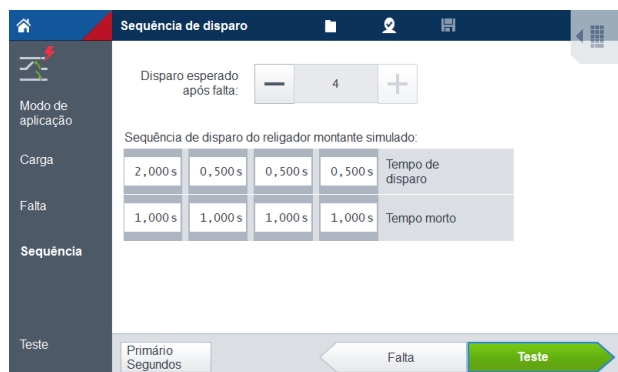 Sequência de disparo
Modo de
aplicação
Carga
Falta
Sequência
Teste
Disparo esperado
após falta:
4
Sequência de disparo do religador montante simulado:
2,000 s 0,500 s 0,500 s 0,500 s Tempo de
disparo
1,000 s 1,000 s 1,000 s 1,000 s Tempo morto
Primário
Segundos
Falta
Teste